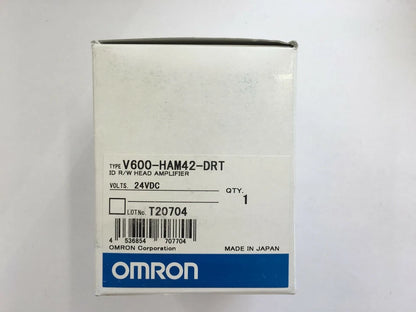 TYPE V600-HAM42-DRT
ID R/W HEAD AMPLIFIER
VOLTS. 24VDC
QTY.
1
LOT No. T20704
4 536854 707704
OMRON Corporation MADE IN JAPAN
OMRON